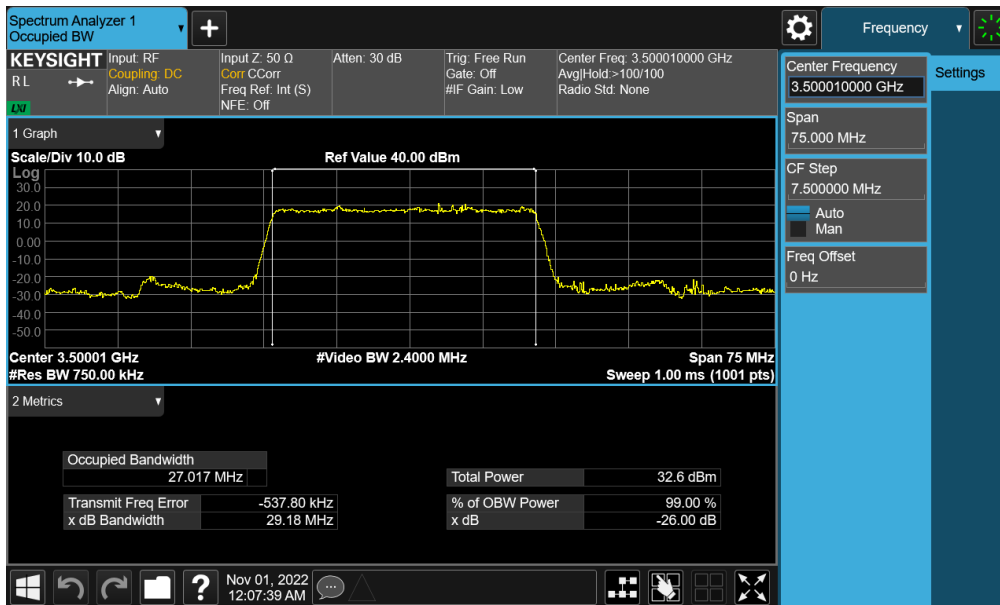 Spectrum Analyzer 1
Occupied BW
Frequency
KEYSIGHT
R L
LXI
Input: RF
Coupling: DC
Align: Auto
Input Z: 50 Ω
Corr CCorr
Freq Ref: Int (S)
NFE: Off
Atten: 30 dB
Trig: Free Run
Gate: Off
#IF Gain: Low
Center Freq: 3.500010000 GHz
Avg|Hold:>100/100
Radio Std: None
Center Frequency
3.500010000 GHz
Settings
Span
75.000 MHz
CF Step
7.500000 MHz
Auto
Man
Freq Offset
0 Hz
1 Graph
Scale/Div 10.0 dB
Ref Value 40.00 dBm
Log
30.0
20.0
10.0
0.00
-10.0
-20.0
-30.0
-40.0
-50.0
Center 3.50001 GHz
#Video BW 2.4000 MHz
Span 75 MHz
#Res BW 750.00 kHz
Sweep 1.00 ms (1001 pts)
2 Metrics
Occupied Bandwidth
27.017 MHz
Total Power 32.6 dBm
Transmit Freq Error -537.80 kHz
% of OBW Power 99.00 %
x dB Bandwidth 29.18 MHz
x dB -26.00 dB
Nov 01, 2022
12:07:39 AM